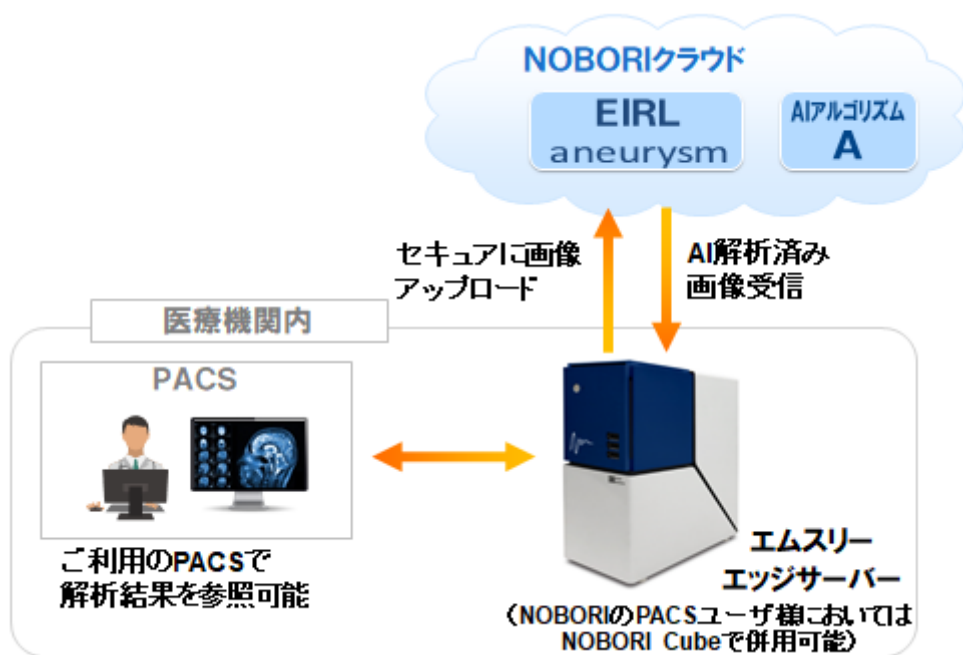 NOBORIクラウド
EIRL
aneurysm
AIアルゴリズム
A
セキュアに画像
アップロード
AI解析済み
画像受信
医療機関内
PACS
ご利用のPACSで
解析結果を参照可能
エムスリー
エッジサーバー
（NOBORIのPACSユーザ様においては
NOBORI Cubeで併用可能）